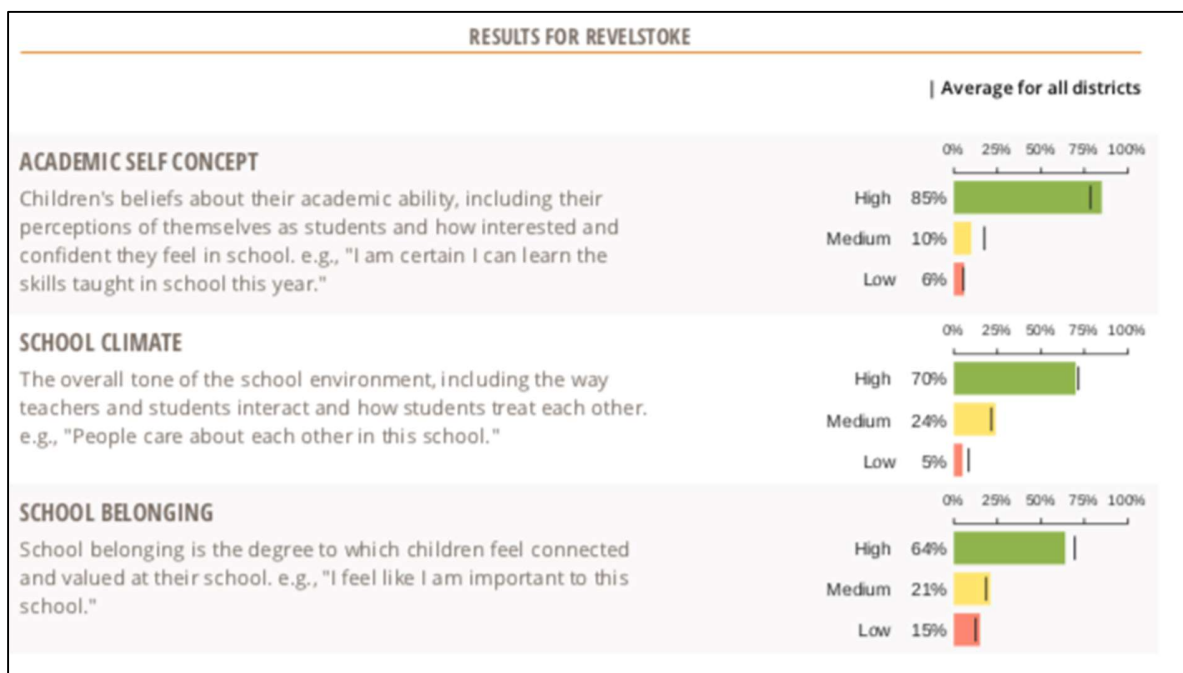 RESULTS FOR REVELSTOKE
| Average for all districts
ACADEMIC SELF CONCEPT
Children's beliefs about their academic ability, including their
perceptions of themselves as students and how interested and
confident they feel in school. e.g., "I am certain I can learn the
skills taught in school this year."
0% 25% 50% 75% 100%
High 85%
Medium 10%
Low 6%
SCHOOL CLIMATE
The overall tone of the school environment, including the way
teachers and students interact and how students treat each other.
e.g., "People care about each other in this school."
0% 25% 50% 75% 100%
High 70%
Medium 24%
Low 5%
SCHOOL BELONGING
School belonging is the degree to which children feel connected
and valued at their school. e.g., "I feel like I am important to this
school."
0% 25% 50% 75% 100%
High 64%
Medium 21%
Low 15%